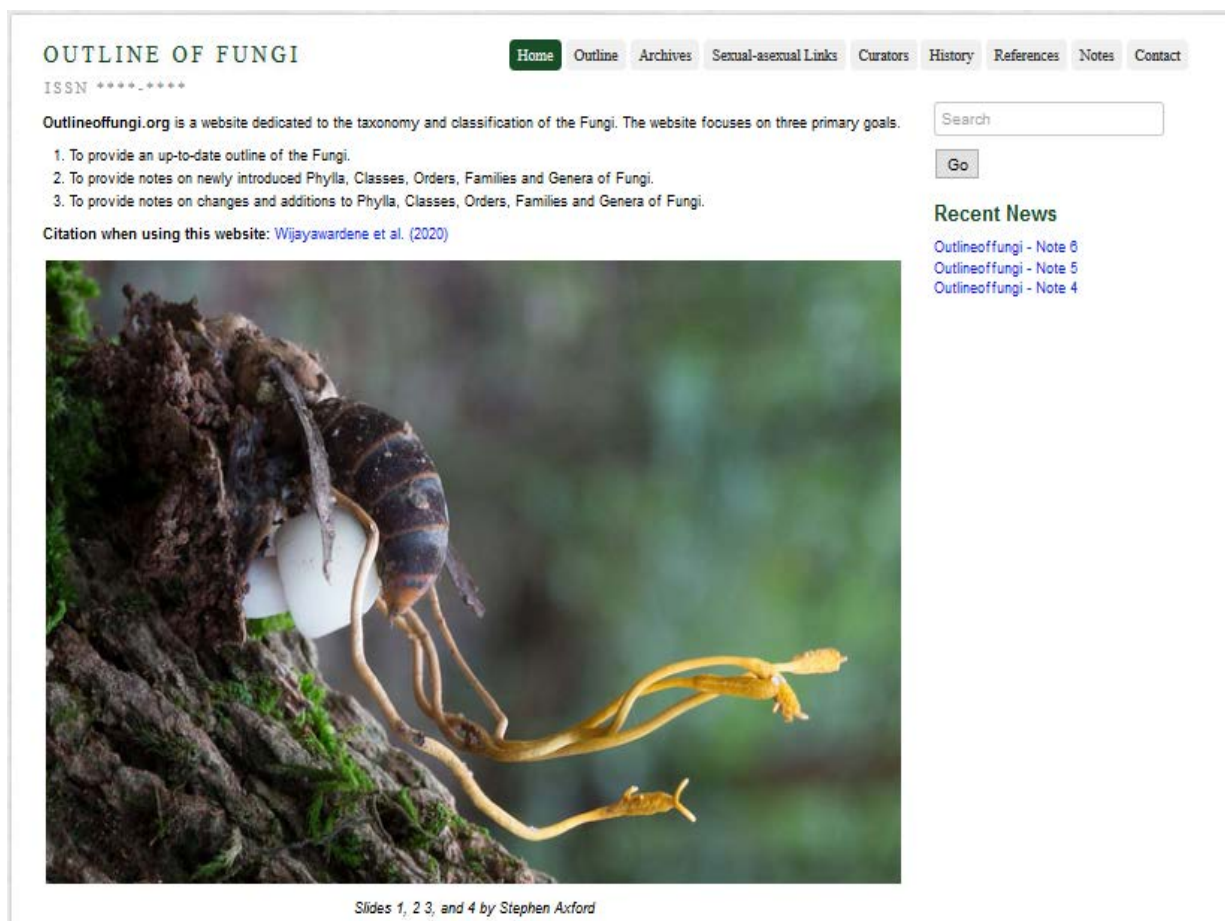 OUTLINE OF FUNGI
Home Outline Archives Sexual-asexual Links Curators History References Notes Contact
ISSN ****-****
Outlineoffungi.org is a website dedicated to the taxonomy and classification of the Fungi. The website focuses on three primary goals.
1. To provide an up-to-date outline of the Fungi.
2. To provide notes on newly introduced Phylla, Classes, Orders, Families and Genera of Fungi.
3. To provide notes on changes and additions to Phylla, Classes, Orders, Families and Genera of Fungi.
Citation when using this website: Wijayawardene et al. (2020)
Search
Go
Recent News
Outlineoffungi - Note 6
Outlineoffungi - Note 5
Outlineoffungi - Note 4
Slides 1, 2 3, and 4 by Stephen Axford